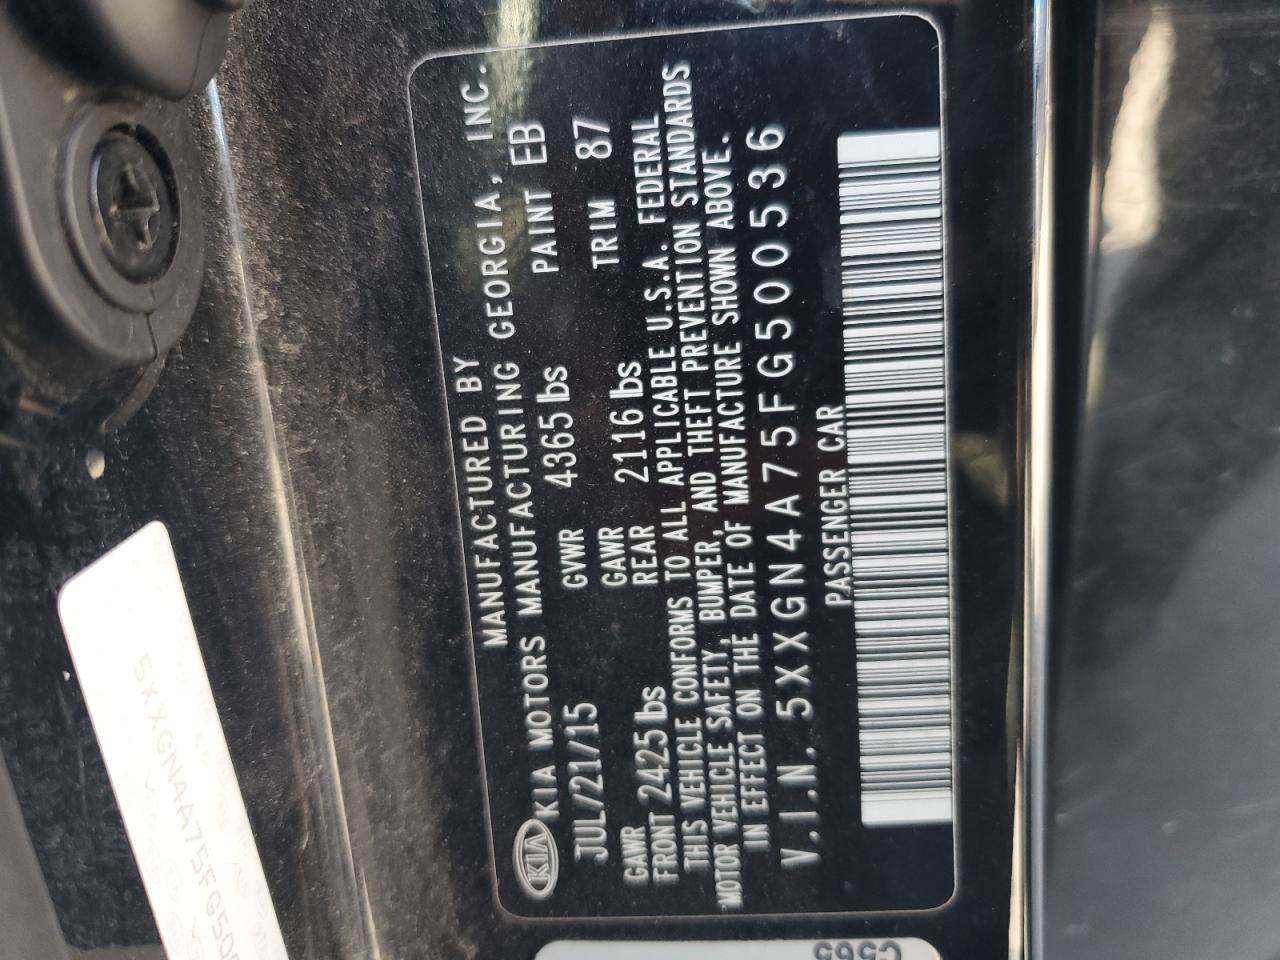 MANUFACTURED BY
KIA KIA MOTORS MANUFACTURING GEORGIA, INC.
JUL/21/15 GVWR 4365 lbs PAINT EB
GAWR FRONT 2425 lbs GAWR REAR 2116 lbs TRIM 87
THIS VEHICLE CONFORMS TO ALL APPLICABLE U.S.A. FEDERAL
MOTOR VEHICLE SAFETY, BUMPER, AND THEFT PREVENTION STANDARDS
IN EFFECT ON THE DATE OF MANUFACTURE SHOWN ABOVE.
V.I.N. 5XXGN4A75FG500536
PASSENGER CAR
C565